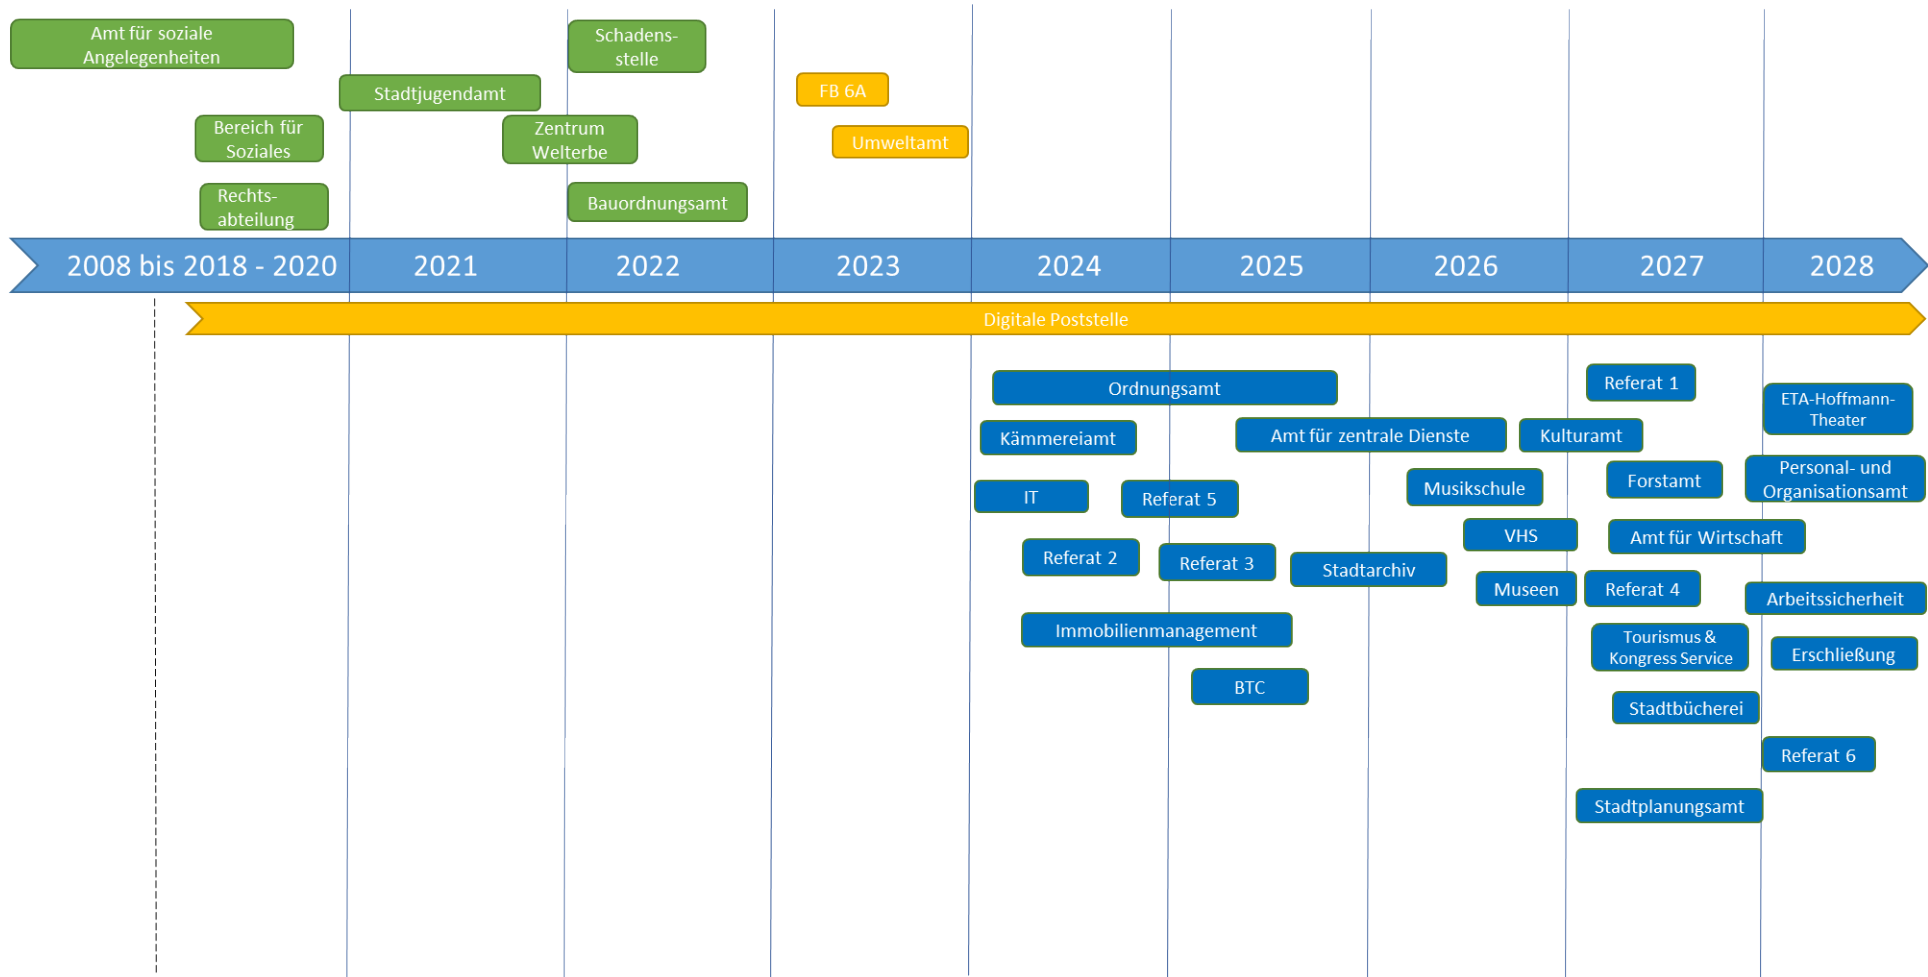 Amt für soziale
Angelegenheiten
Schadens-
stelle
Stadtjugendamt
FB 6A
Bereich für
Soziales
Zentrum
Welterbe
Umweltamt
Rechts-
abteilung
Bauordnungsamt
2008 bis 2018 - 2020
2021
2022
2023
2024
2025
2026
2027
2028
Digitale Poststelle
Ordnungsamt
Referat 1
ETA-Hoffmann-
Theater
Kämmereiamt
Amt für zentrale Dienste
Kulturamt
IT
Referat 5
Musikschule
Forstamt
Personal- und
Organisationsamt
VHS
Amt für Wirtschaft
Referat 2
Referat 3
Stadtarchiv
Museen
Referat 4
Arbeitssicherheit
Immobilienmanagement
Tourismus &
Kongress Service
Erschließung
BTC
Stadtbücherei
Referat 6
Stadtplanungsamt